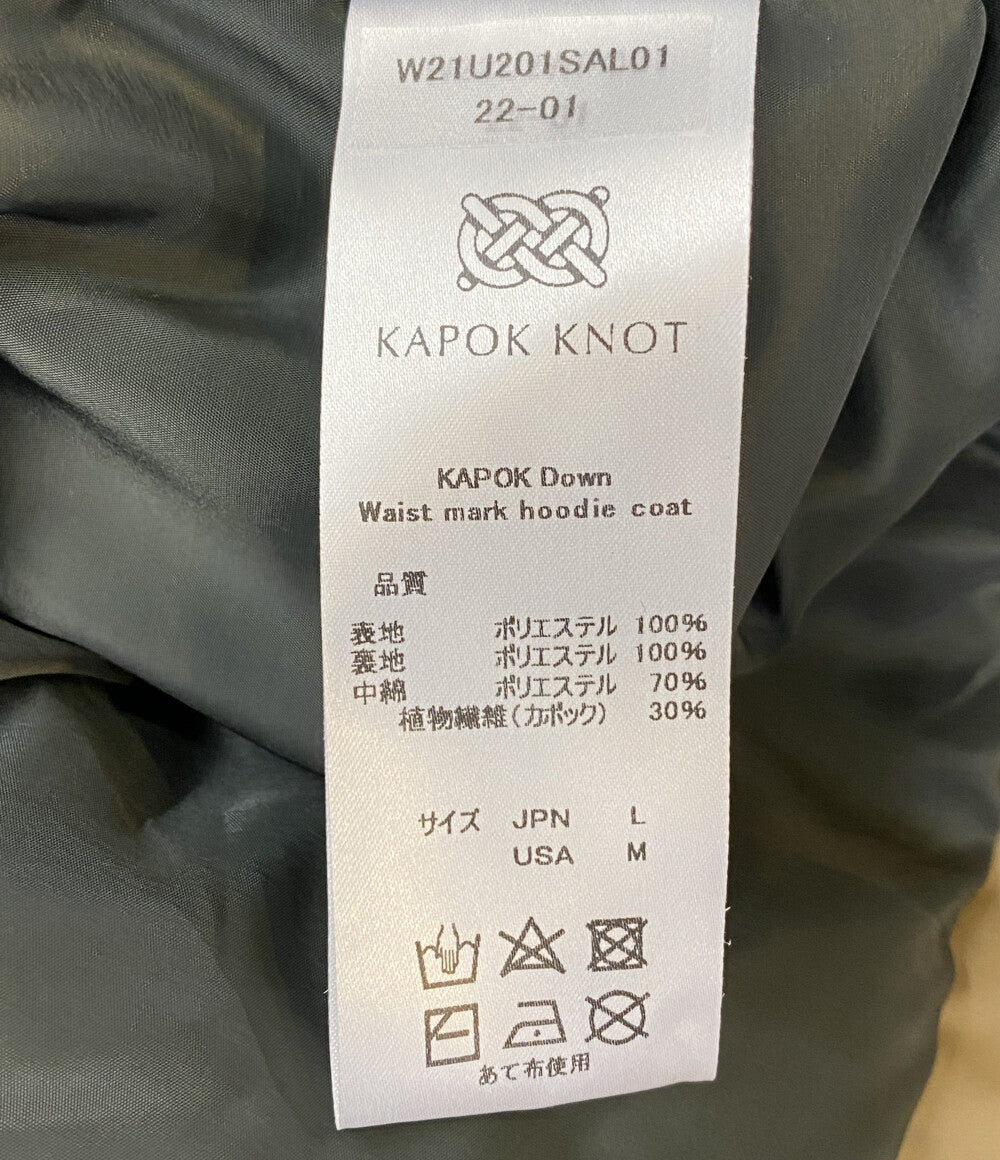 W21U201SAL01
22-01
KAPOK KNOT
KAPOK Down
Waist mark hoodie coat
品質
表地 ポリエステル 100%
裏地 ポリエステル 100%
中綿 ポリエステル 70%
植物繊維(カポック) 30%
サイズ JPN L
USA M
あて布使用